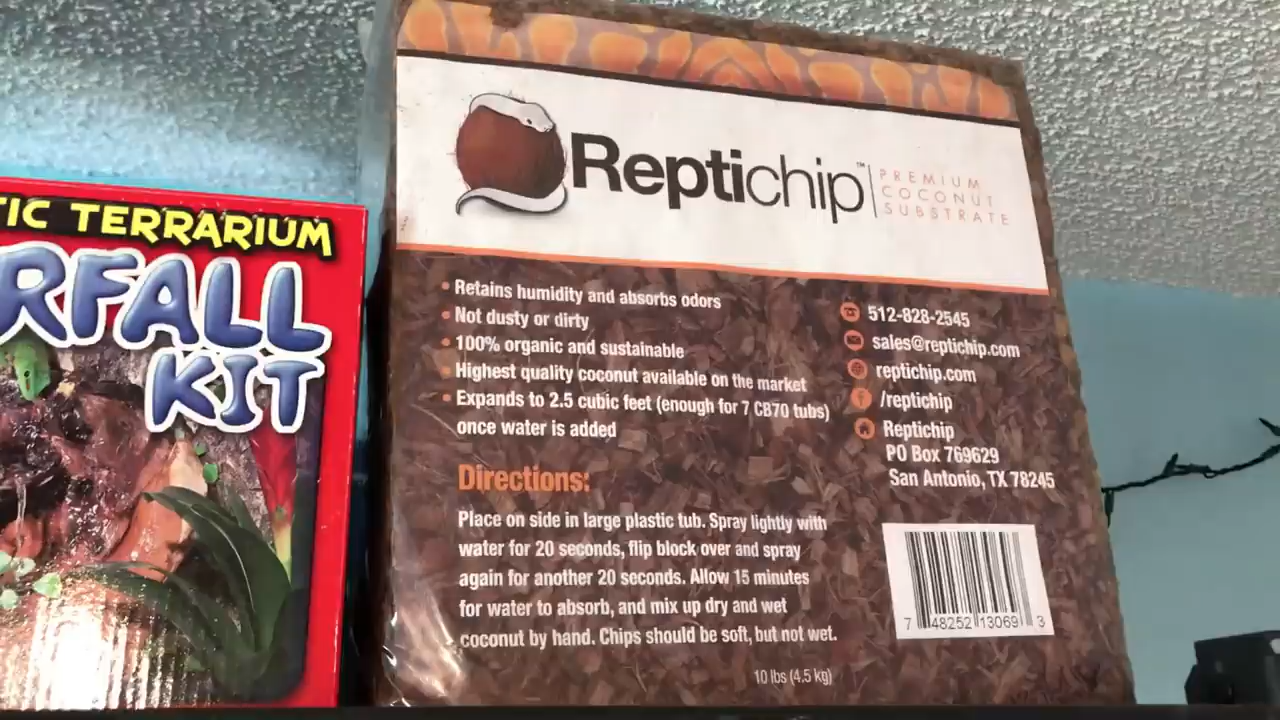 TIC TERRARIUM
RFALL
KIT
Reptichip™
PREMIUM
COCONUT
SUBSTRATE
• Retains humidity and absorbs odors
• Not dusty or dirty
• 100% organic and sustainable
• Highest quality coconut available on the market
• Expands to 2.5 cubic feet (enough for 7 CB70 tubs)
once water is added
Directions:
Place on side in large plastic tub. Spray lightly with
water for 20 seconds, flip block over and spray
again for another 20 seconds. Allow 15 minutes
for water to absorb, and mix up dry and wet
coconut by hand. Chips should be soft, but not wet.
10 lbs (4.5 kg)
512-828-2545
sales@reptichip.com
reptichip.com
/reptichip
Reptichip
PO Box 769629
San Antonio, TX 78245
7 48252 13069 3